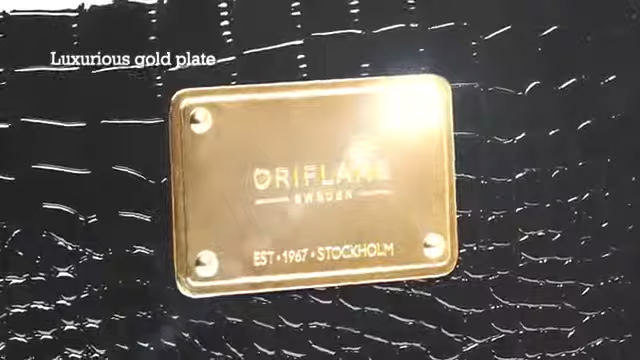 Luxurious gold plate
ORIFLAME
SWEDEN
EST • 1967 • STOCKHOLM